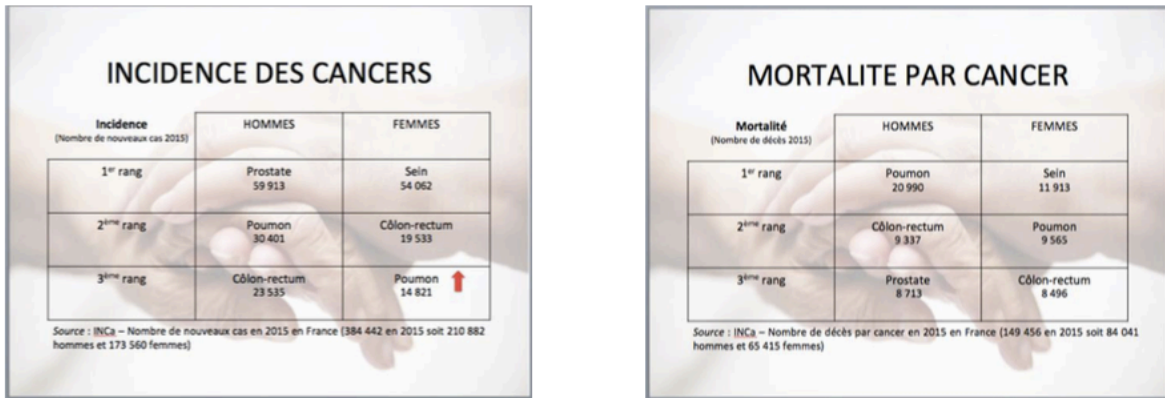 INCIDENCE DES CANCERS
Incidence
(Nombre de nouveaux cas 2015)
HOMMES
FEMMES
1er rang
Prostate
59 913
Sein
54 062
2ème rang
Poumon
30 401
Côlon-rectum
19 533
3ème rang
Côlon-rectum
23 535
Poumon
14 821
Source : INCa – Nombre de nouveaux cas en 2015 en France (384 442 en 2015 soit 210 882
hommes et 173 560 femmes)
MORTALITE PAR CANCER
Mortalité
(Nombre de décès 2015)
HOMMES
FEMMES
1er rang
Poumon
20 990
Sein
11 913
2ème rang
Côlon-rectum
9 337
Poumon
9 565
3ème rang
Prostate
8 713
Côlon-rectum
8 496
Source : INCa – Nombre de décès par cancer en 2015 en France (149 456 en 2015 soit 84 041
hommes et 65 415 femmes)